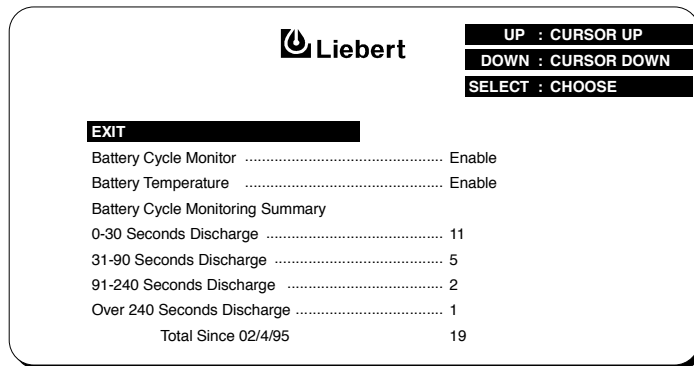 Liebert
UP : CURSOR UP
DOWN : CURSOR DOWN
SELECT : CHOOSE
EXIT
Battery Cycle Monitor ............................................... Enable
Battery Temperature ............................................... Enable
Battery Cycle Monitoring Summary
0-30 Seconds Discharge .......................................... 11
31-90 Seconds Discharge ........................................ 5
91-240 Seconds Discharge ..................................... 2
Over 240 Seconds Discharge ................................... 1
Total Since 02/4/95 19